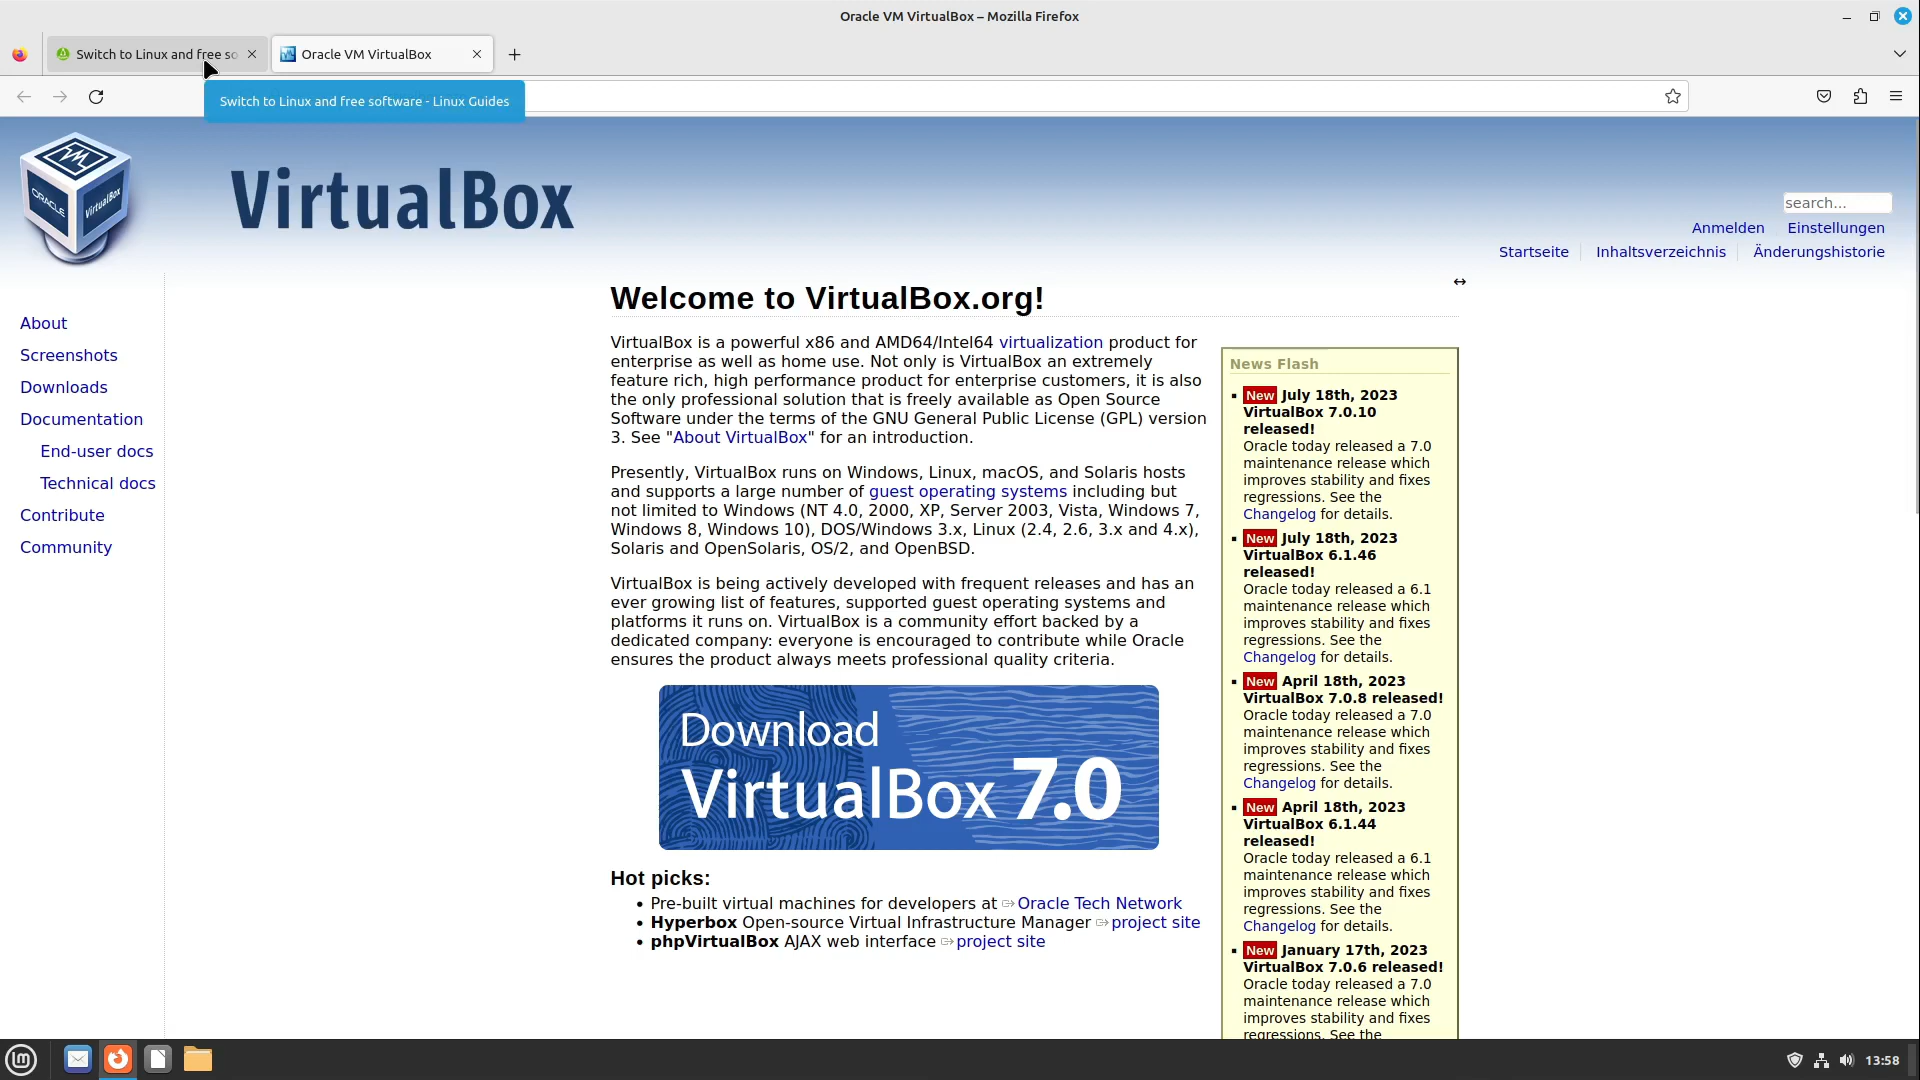 Oracle VM VirtualBox – Mozilla Firefox
Switch to Linux and free so
Oracle VM VirtualBox
Switch to Linux and free software - Linux Guides
ORACLE
VirtualBox
VirtualBox
search...
Anmelden
Einstellungen
Startseite
Inhaltsverzeichnis
Änderungshistorie
About
Screenshots
Downloads
Documentation
End-user docs
Technical docs
Contribute
Community
Welcome to VirtualBox.org!
VirtualBox is a powerful x86 and AMD64/Intel64 virtualization product for
enterprise as well as home use. Not only is VirtualBox an extremely
feature rich, high performance product for enterprise customers, it is also
the only professional solution that is freely available as Open Source
Software under the terms of the GNU General Public License (GPL) version
3. See "About VirtualBox" for an introduction.
Presently, VirtualBox runs on Windows, Linux, macOS, and Solaris hosts
and supports a large number of guest operating systems including but
not limited to Windows (NT 4.0, 2000, XP, Server 2003, Vista, Windows 7,
Windows 8, Windows 10), DOS/Windows 3.x, Linux (2.4, 2.6, 3.x and 4.x),
Solaris and OpenSolaris, OS/2, and OpenBSD.
VirtualBox is being actively developed with frequent releases and has an
ever growing list of features, supported guest operating systems and
platforms it runs on. VirtualBox is a community effort backed by a
dedicated company: everyone is encouraged to contribute while Oracle
ensures the product always meets professional quality criteria.
Download
VirtualBox 7.0
Hot picks:
• Pre-built virtual machines for developers at Oracle Tech Network
• Hyperbox Open-source Virtual Infrastructure Manager project site
• phpVirtualBox AJAX web interface project site
News Flash
New July 18th, 2023
VirtualBox 7.0.10
released!
Oracle today released a 7.0
maintenance release which
improves stability and fixes
regressions. See the
Changelog for details.
New July 18th, 2023
VirtualBox 6.1.46
released!
Oracle today released a 6.1
maintenance release which
improves stability and fixes
regressions. See the
Changelog for details.
New April 18th, 2023
VirtualBox 7.0.8 released!
Oracle today released a 7.0
maintenance release which
improves stability and fixes
regressions. See the
Changelog for details.
New April 18th, 2023
VirtualBox 6.1.44
released!
Oracle today released a 6.1
maintenance release which
improves stability and fixes
regressions. See the
Changelog for details.
New January 17th, 2023
VirtualBox 7.0.6 released!
Oracle today released a 7.0
maintenance release which
improves stability and fixes
regressions. See the
13:58